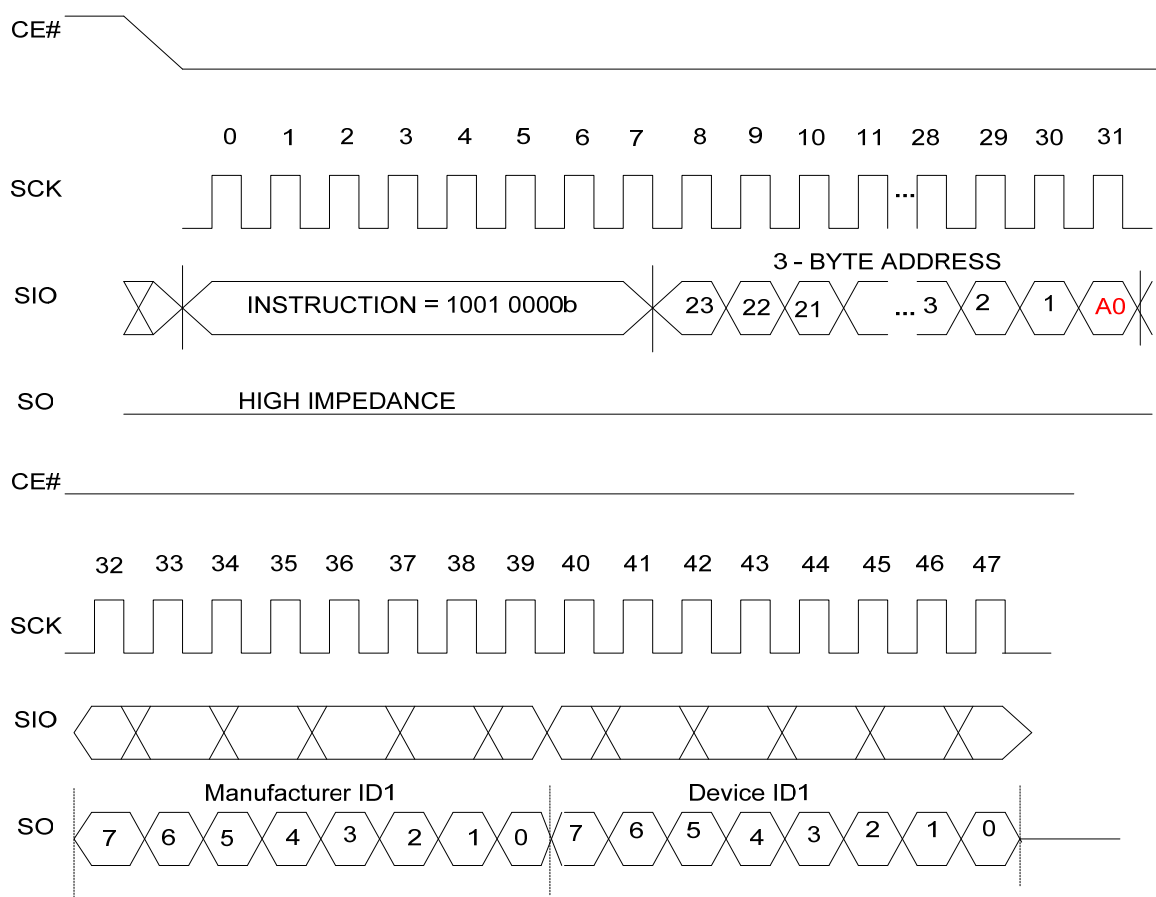 CE#
0 1 2 3 4 5 6 7 8 9 10 11 28 29 30 31
SCK ...
3 - BYTE ADDRESS
SIO INSTRUCTION = 1001 0000b 23 22 21 ... 3 2 1 A0
SO HIGH IMPEDANCE
CE#
32 33 34 35 36 37 38 39 40 41 42 43 44 45 46 47
SCK
SIO
Manufacturer ID1 Device ID1
SO 7 6 5 4 3 2 1 0 7 6 5 4 3 2 1 0